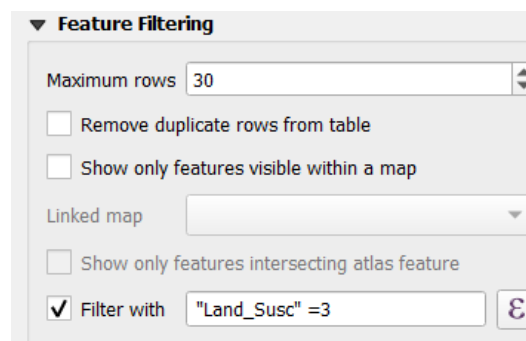 Feature Filtering
Maximum rows 30
Remove duplicate rows from table
Show only features visible within a map
Linked map
Show only features intersecting atlas feature
Filter with "Land_Susc" =3 ε